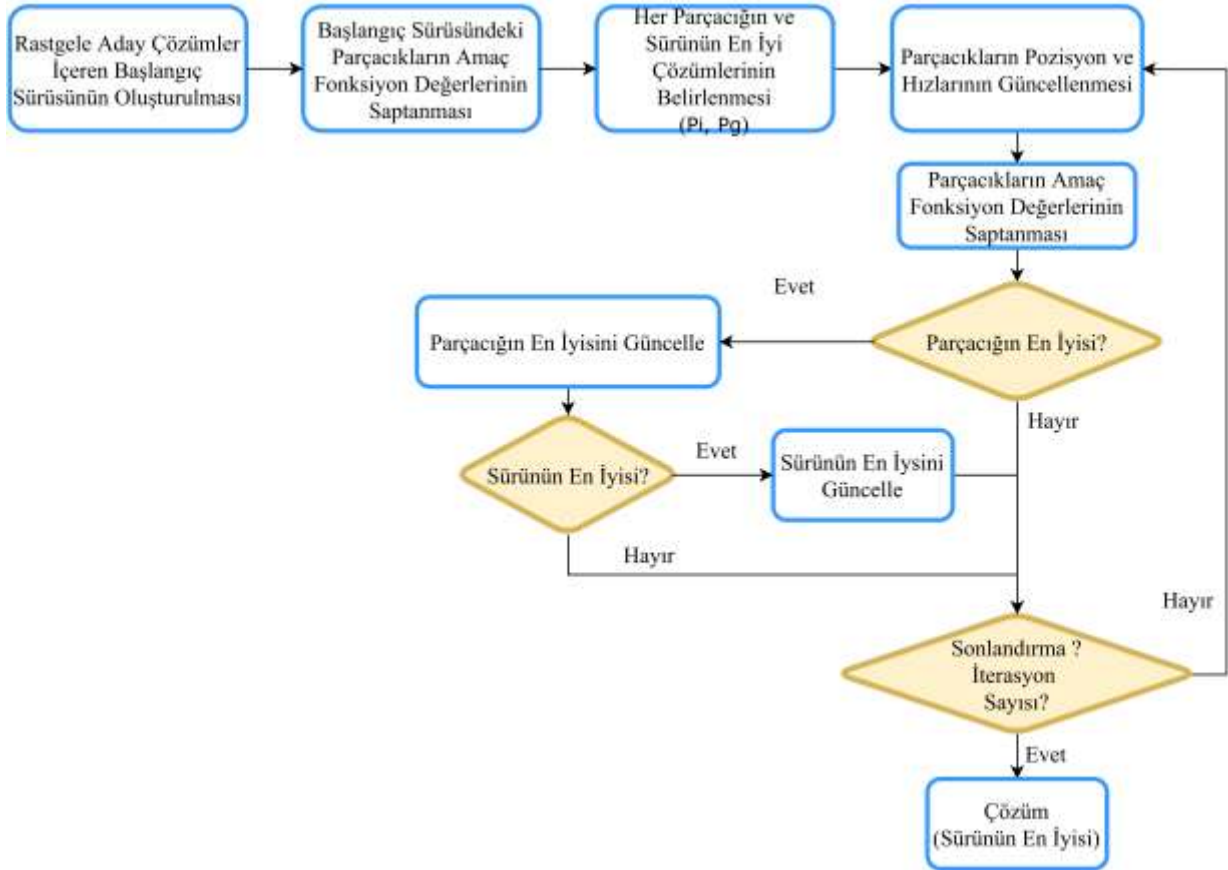 Rastgele Aday Çözümler
İçeren Başlangıç
Sürüsünün Oluşturulması
Başlangıç Sürüsündeki
Parçacıkların Amaç
Fonksiyon Değerlerinin
Saptanması
Her Parçacığın ve
Sürünün En İyi
Çözümlerinin
Belirlenmesi
(Pi, Pg)
Parçacıkların Pozisyon ve
Hızlarının Güncellenmesi
Parçacıkların Amaç
Fonksiyon Değerlerinin
Saptanması
Evet
Parçacığın En İyisini Güncelle
Parçacığın En İyisi?
Hayır
Sürünün En İyisi?
Evet
Sürünün En İysini
Güncelle
Hayır
Hayır
Sonlandırma ?
İterasyon
Sayısı?
Evet
Çözüm
(Sürünün En İyisi)